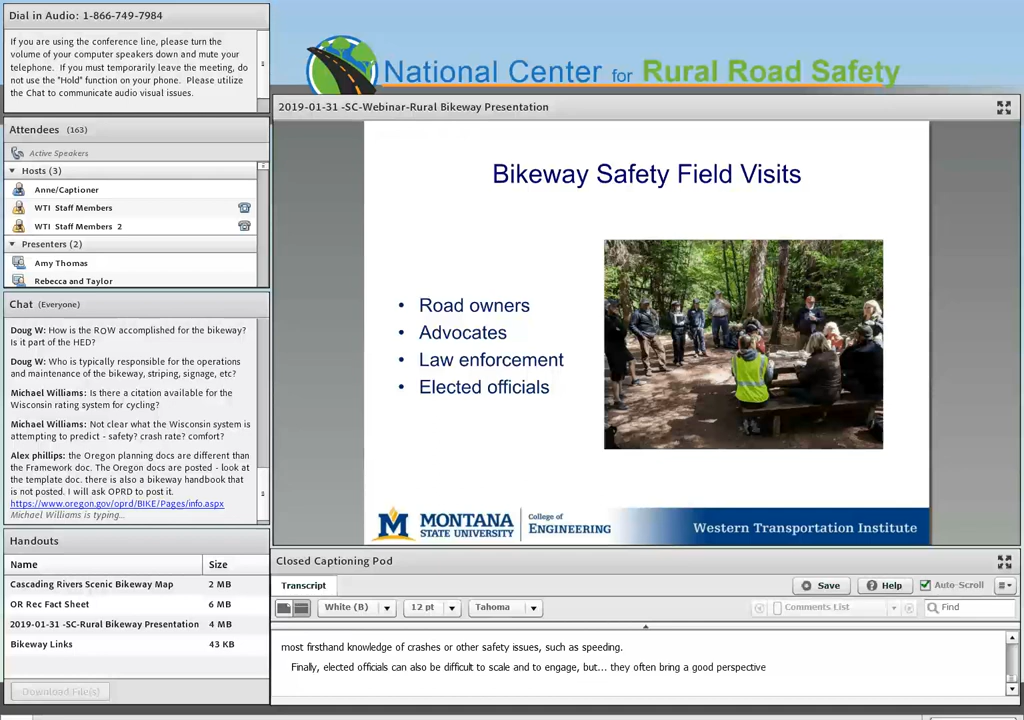 Dial in Audio: 1-866-749-7984
If you are using the conference line, please turn the
volume of your computer speakers down and mute your
telephone. If you must temporarily leave the meeting, do
not use the "Hold" function on your phone. Please utilize
the Chat to communicate audio visual issues.
National Center for Rural Road Safety
Attendees (163)
Active Speakers
Hosts (3)
Anne/Captioner
WTI Staff Members
WTI Staff Members 2
Presenters (2)
Amy Thomas
Rebecca and Taylor
Chat (Everyone)
Doug W: How is the ROW accomplished for the bikeway?
Is it part of the HED?
Doug W: Who is typically responsible for the operations
and maintenance of the bikeway, striping, signage, etc?
Michael Williams: Is there a citation available for the
Wisconsin rating system for cycling?
Michael Williams: Not clear what the Wisconsin system is
attempting to predict - safety? crash rate? comfort?
Alex phillips: the Oregon planning docs are different than
the Framework doc. The Oregon docs are posted - look at
the template doc. there is also a bikeway handbook that
is not posted. I will ask OPRD to post it.
https://www.oregon.gov/oprd/BIKE/Pages/info.aspx
Michael Williams is typing...
Handouts
Name Size
Cascading Rivers Scenic Bikeway Map 2 MB
OR Rec Fact Sheet 6 MB
2019-01-31 -SC-Rural Bikeway Presentation 4 MB
Bikeway Links 43 KB
Download File(s)
2019-01-31 -SC-Webinar-Rural Bikeway Presentation
Bikeway Safety Field Visits
• Road owners
• Advocates
• Law enforcement
• Elected officials
M MONTANA
STATE UNIVERSITY
College of
ENGINEERING
Western Transportation Institute
Closed Captioning Pod
Transcript
Save Help Auto-Scroll
White (B) 12 pt Tahoma Comments List Find
most firsthand knowledge of crashes or other safety issues, such as speeding.
Finally, elected officials can also be difficult to scale and to engage, but... they often bring a good perspective